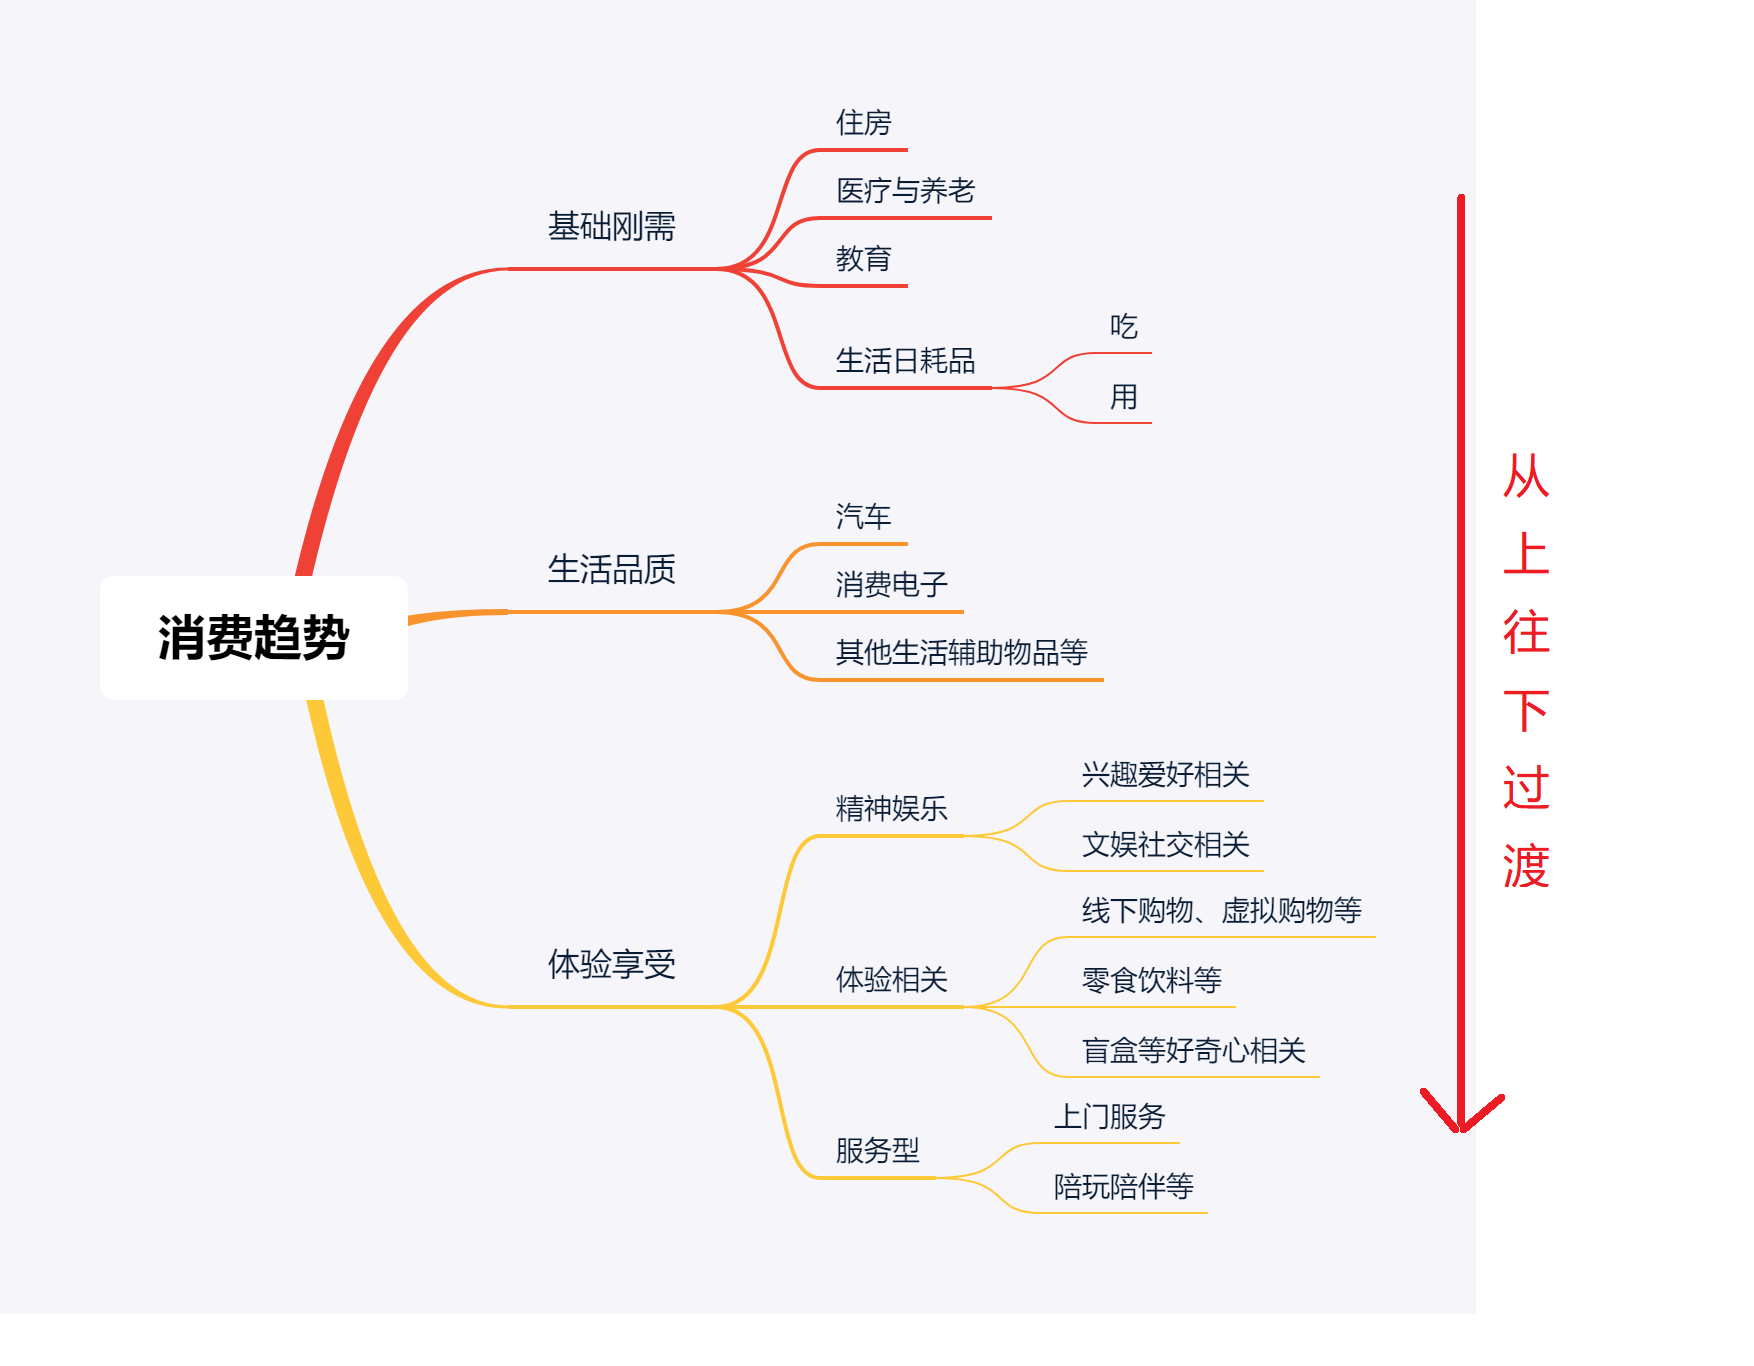 消费趋势
基础刚需
住房
医疗与养老
教育
生活日耗品
吃
用
生活品质
汽车
消费电子
其他生活辅助物品等
体验享受
精神娱乐
兴趣爱好相关
文娱社交相关
体验相关
线下购物、虚拟购物等
零食饮料等
盲盒等好奇心相关
服务型
上门服务
陪玩陪伴等
从上往下过渡